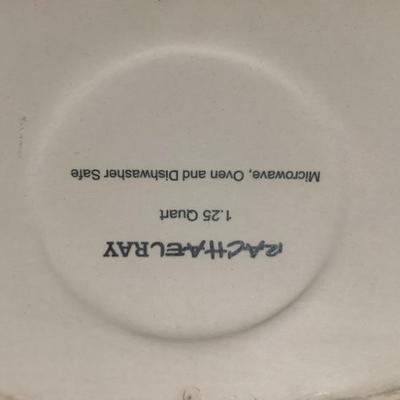 RACHAELRAY
1.25 Quart
Microwave, Oven and Dishwasher Safe